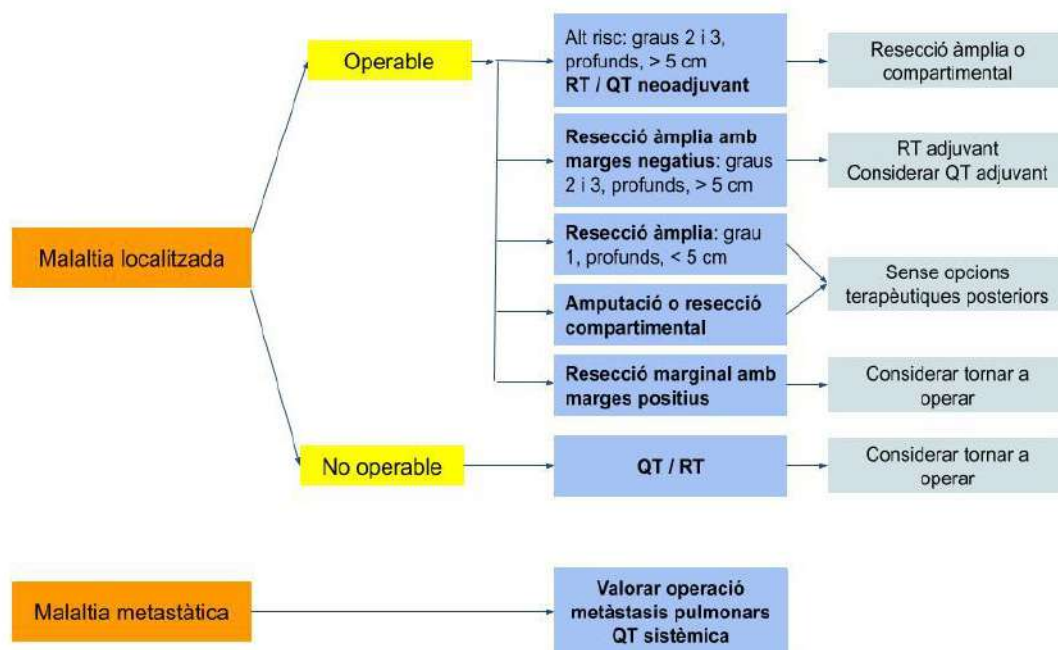 Malaltia localitzada
Operable
Alt risc: graus 2 i 3,
profunds, > 5 cm
RT / QT neoadjuvant
Resecció àmplia o
compartimental
Resecció àmplia amb
marges negatius: graus
2 i 3, profunds, > 5 cm
RT adjuvant
Considerar QT adjuvant
Resecció àmplia: grau
1, profunds, < 5 cm
Amputació o resecció
compartimental
Sense opcions
terapèutiques posteriors
Resecció marginal amb
marges positius
Considerar tornar a
operar
No operable
QT / RT
Considerar tornar a
operar
Malaltia metastàtica
Valorar operació
metàstasis pulmonars
QT sistèmica